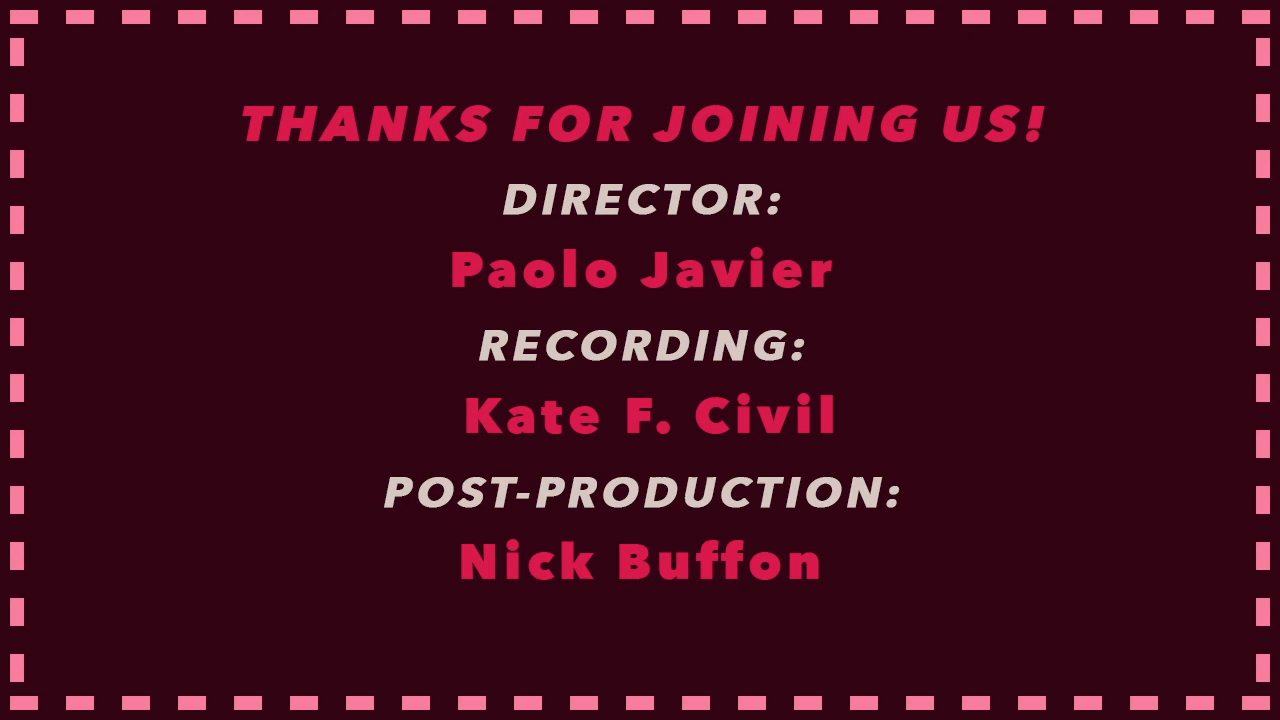 THANKS FOR JOINING US!
DIRECTOR:
Paolo Javier
RECORDING:
Kate F. Civil
POST-PRODUCTION:
Nick Buffon